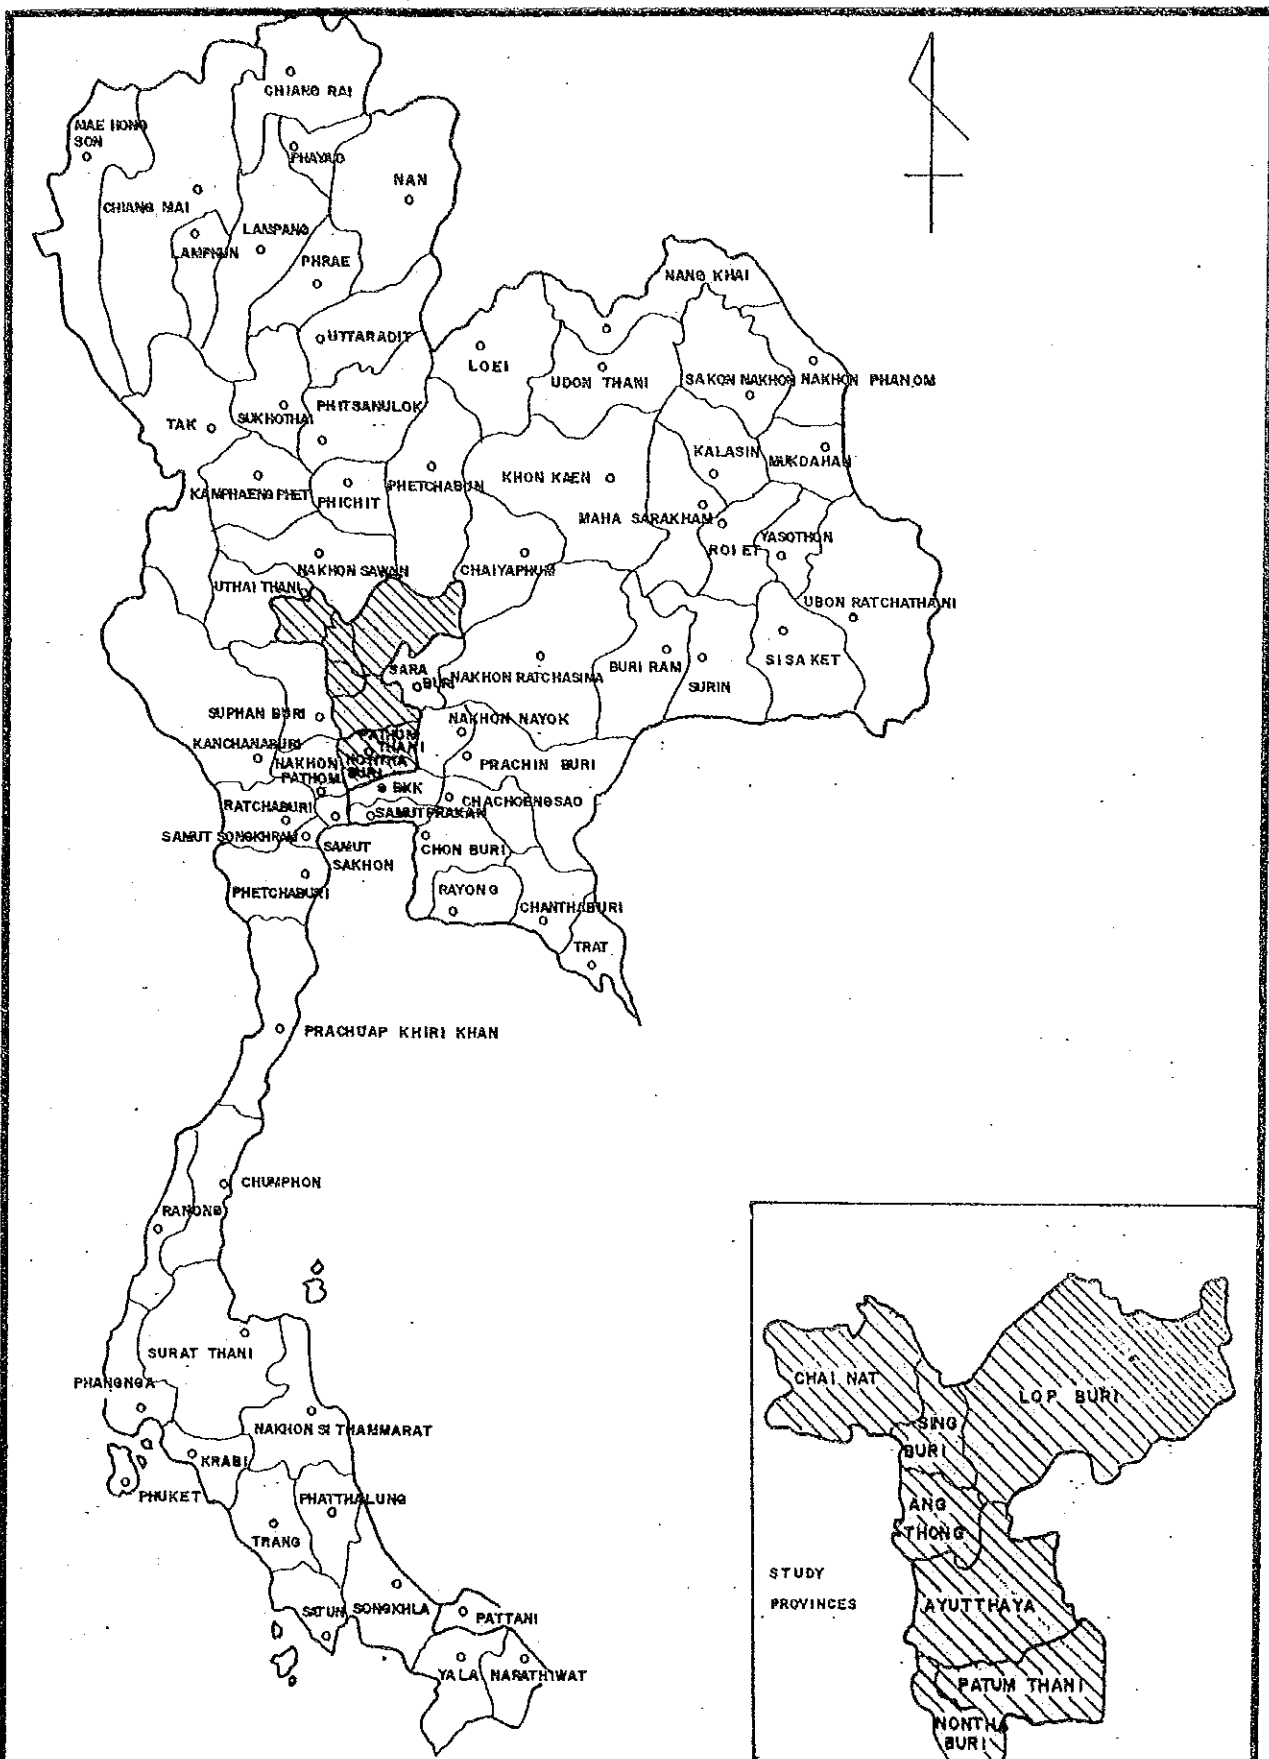 CHIANG RAI
MAE HONG
SON
PHAYAO
NAN
CHIANG MAI
LAMPANG
LAMPHUN
PHRAE
NANG KHAI
UTTARADIT
LOEI
UDON THANI
SAKON NAKHON
NAKHON PHANOM
TAK
SUKHOTHAI
PHITSANULOK
KALASIN
MUKDAHAN
KAMPHAENG PHET
PHICHIT
PHETCHABUN
KHON KAEN
MAHA SARAKHAM
ROI ET
YASOTHON
NAKHON SAWAN
CHAIYAPHUM
UTHAI THANI
UBON RATCHATHANI
SARA
BURI
NAKHON RATCHASIMA
BURI RAM
SURIN
SISAKET
SUPHAN BURI
NAKHON NAYOK
KANCHANABURI
PATHOM
THANI
NAKHON
PATHOM
NONTHA
BURI
PRACHIN BURI
BKK
RATCHABURI
CHACHOENGSAO
SAMUT PRAKAN
SAMUT SONGKHRAM
SAMUT
SAKHON
CHON BURI
PHETCHABURI
RAYONG
CHANTHABURI
TRAT
PRACHUAP KHIRI KHAN
CHUMPHON
RANONG
SURAT THANI
PHANGNGA
NAKHON SI THAMMARAT
KRABI
PHUKET
PHATTHALUNG
TRANG
SATUN
SONGKHLA
PATTANI
YALA
NARATHIWAT
CHAI NAT
LOP BURI
SING
BURI
ANG
THONG
STUDY
PROVINCES
AYUTTHAYA
PATUM THANI
NONTHA
BURI